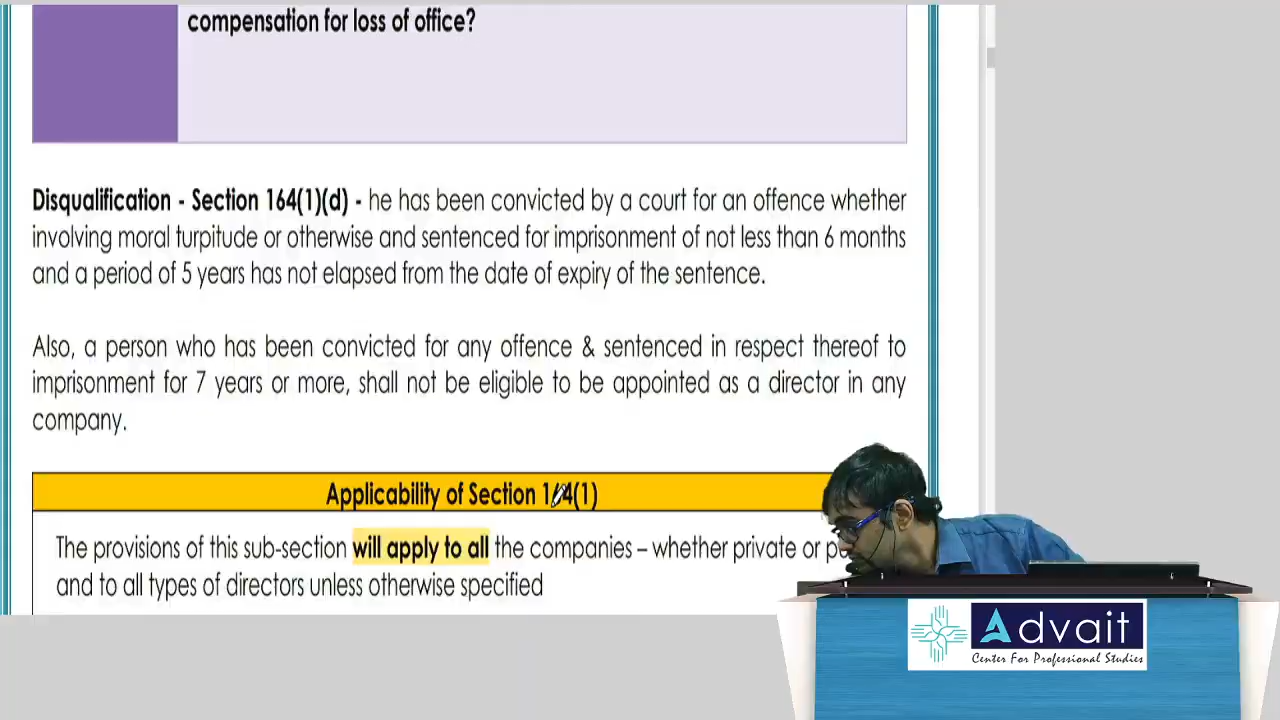 compensation for loss of office?
Disqualification - Section 164(1)(d) - he has been convicted by a court for an offence whether
involving moral turpitude or otherwise and sentenced for imprisonment of not less than 6 months
and a period of 5 years has not elapsed from the date of expiry of the sentence.
Also, a person who has been convicted for any offence & sentenced in respect thereof to
imprisonment for 7 years or more, shall not be eligible to be appointed as a director in any
company.
Applicability of Section 164(1)
The provisions of this sub-section will apply to all the companies – whether private or
and to all types of directors unless otherwise specified
Advait
Center For Professional Studies